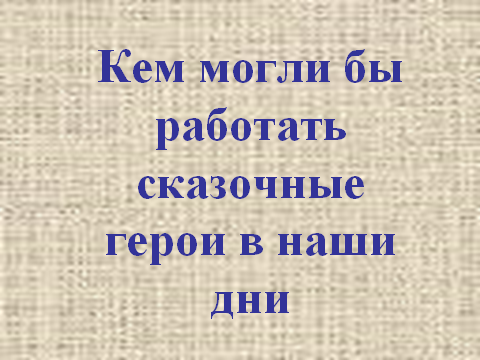 Кем могли бы
работать
сказочные
герои в наши
дни